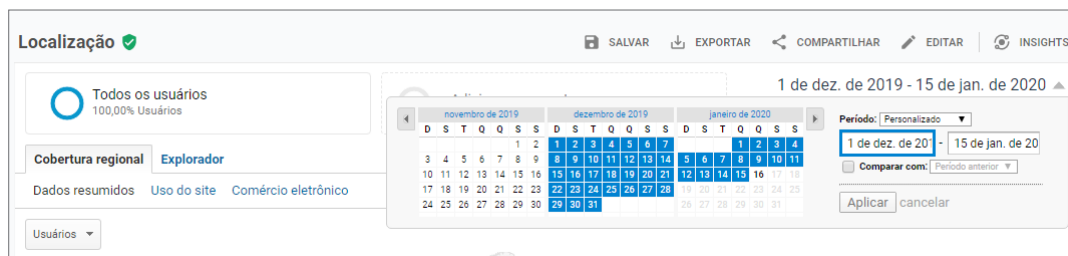 Localização
SALVAR EXPORTAR COMPARTILHAR EDITAR INSIGHTS
Todos os usuários
100,00% Usuários
1 de dez. de 2019 - 15 de jan. de 2020
novembro de 2019 dezembro de 2019 janeiro de 2020
D S T Q Q S S D S T Q Q S S D S T Q Q S S
1 2 1 2 3 4 5 6 7 1 2 3 4
3 4 5 6 7 8 9 8 9 10 11 12 13 14 5 6 7 8 9 10 11
10 11 12 13 14 15 16 15 16 17 18 19 20 21 12 13 14 15 16 17 18
17 18 19 20 21 22 23 22 23 24 25 26 27 28 19 20 21 22 23 24 25
24 25 26 27 28 29 30 29 30 31 26 27 28 29 30 31
Período: Personalizado
1 de dez. de 201 - 15 de jan. de 20
Comparar com: Período anterior
Aplicar cancelar
Cobertura regional Explorador
Dados resumidos Uso do site Comércio eletrônico
Usuários